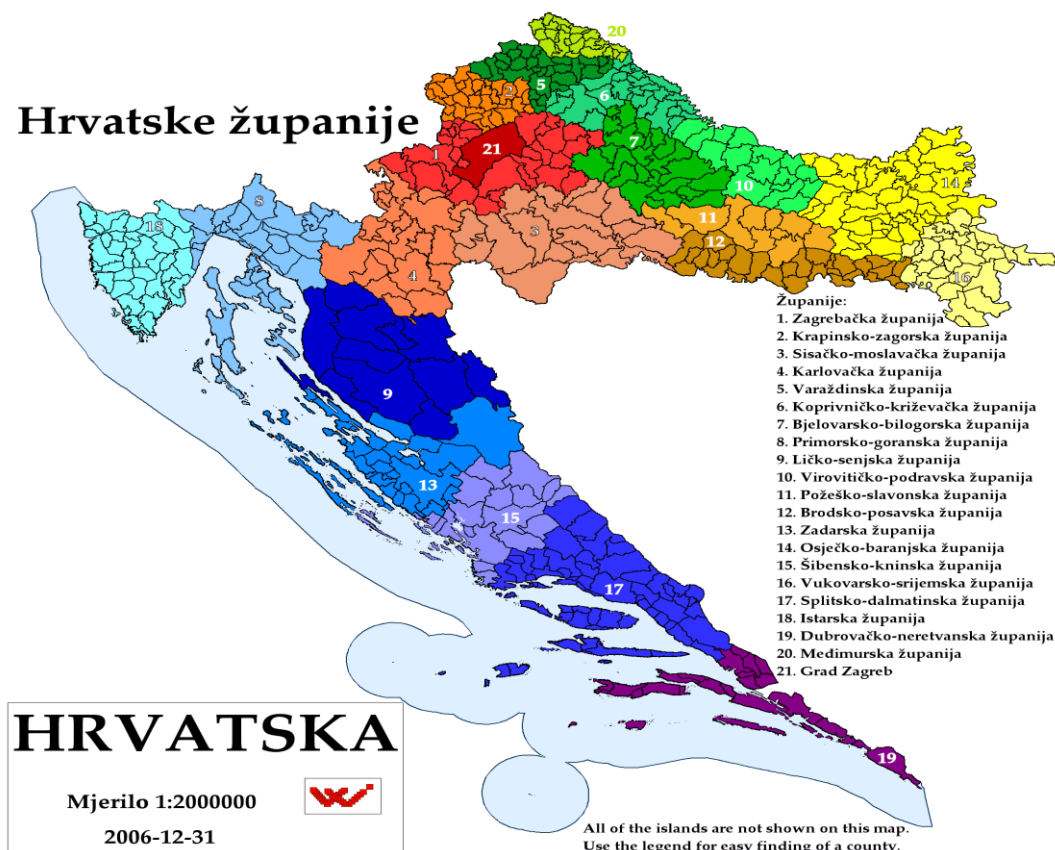 20
5
2
6
Hrvatske županije
1
21
7
14
10
8
18
11
3
12
4
16
Županije:
1. Zagrebačka županija
2. Krapinsko-zagorska županija
3. Sisačko-moslavačka županija
4. Karlovačka županija
5. Varaždinska županija
6. Koprivničko-križevačka županija
7. Bjelovarsko-bilogorska županija
8. Primorsko-goranska županija
9. Ličko-senjska županija
10. Virovitičko-podravska županija
11. Požeško-slavonska županija
12. Brodsko-posavska županija
13. Zadarska županija
14. Osječko-baranjska županija
15. Šibensko-kninska županija
16. Vukovarsko-srijemska županija
17. Splitsko-dalmatinska županija
18. Istarska županija
19. Dubrovačko-neretvanska županija
20. Međimurska županija
21. Grad Zagreb
9
13
15
17
19
HRVATSKA
Mjerilo 1:2000000
2006-12-31
All of the islands are not shown on this map.
Use the legend for easy finding of a county.